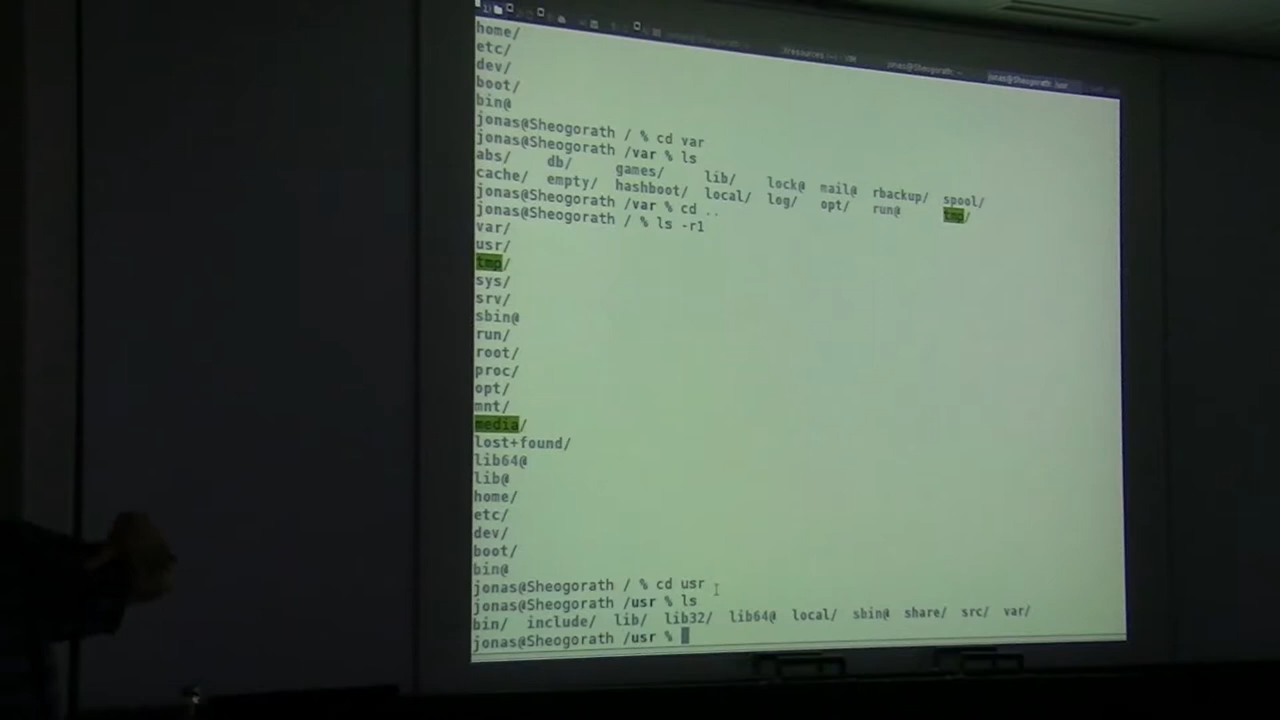 home/
etc/
dev/
boot/
bin@
jonas@Sheogorath / % cd var
jonas@Sheogorath /var % ls
abs/ db/ games/ lib/ lock@ mail@ rbackup/ spool/
cache/ empty/ hashboot/ local/ log/ opt/ run@ tmp/
jonas@Sheogorath /var % cd ..
jonas@Sheogorath / % ls -r1
var/
usr/
tmp/
sys/
srv/
sbin@
run/
root/
proc/
opt/
mnt/
media/
lost+found/
lib64@
lib@
home/
etc/
dev/
boot/
bin@
jonas@Sheogorath / % cd usr
jonas@Sheogorath /usr % ls
bin/ include/ lib/ lib32/ lib64@ local/ sbin@ share/ src/ var/
jonas@Sheogorath /usr %